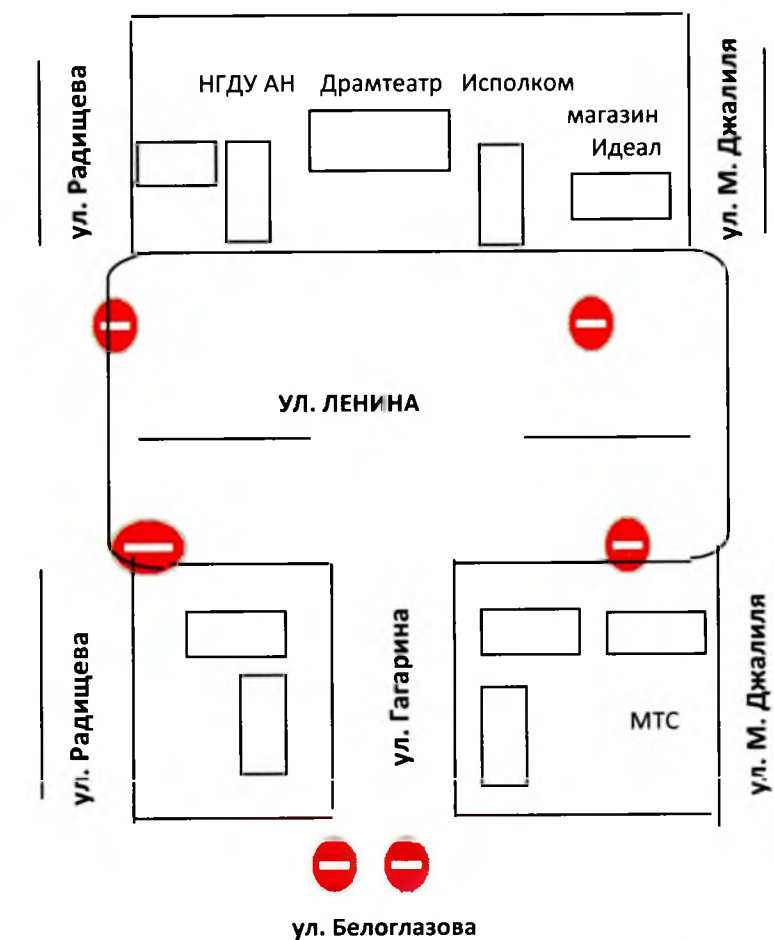 ул. Радищева
НГДУ АН Драмтеатр Исполком
магазин
Идеал
ул. М. Джалиля
УЛ. ЛЕНИНА
ул. Радищева
ул. Гагарина
МТС
ул. М. Джалиля
ул. Белоглазова